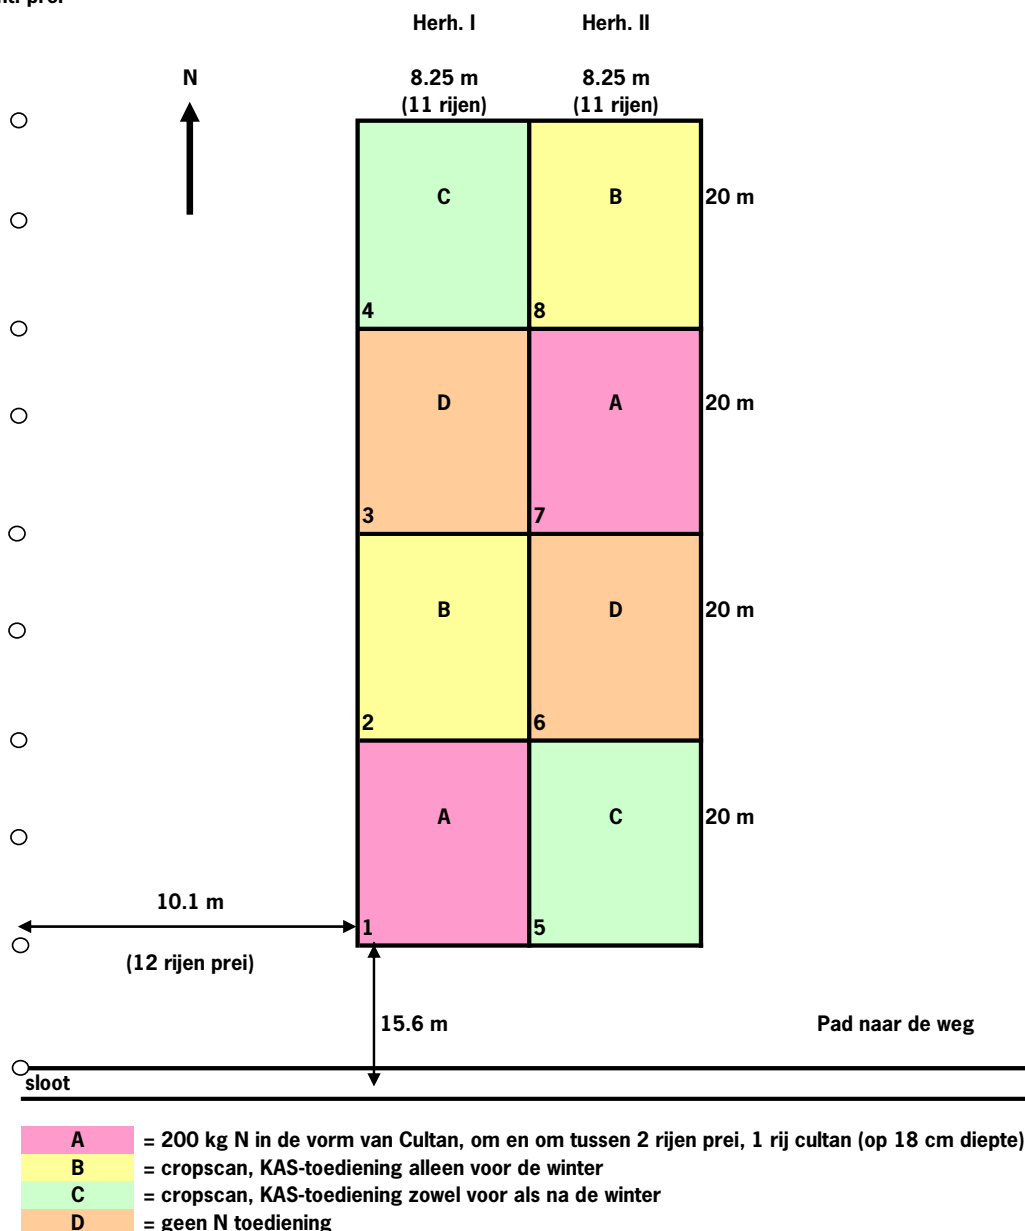 prei
Herh. I Herh. II
N 8.25 m 8.25 m
(11 rijen) (11 rijen)
C B 20 m
4 8
D A 20 m
3 7
B D 20 m
2 6
A C 20 m
10.1 m
1 5
(12 rijen prei)
15.6 m Pad naar de weg
sloot
A = 200 kg N in de vorm van Cultan, om en om tussen 2 rijen prei, 1 rij cultan (op 18 cm diepte)
B = cropscan, KAS-toediening alleen voor de winter
C = cropscan, KAS-toediening zowel voor als na de winter
D = geen N toediening